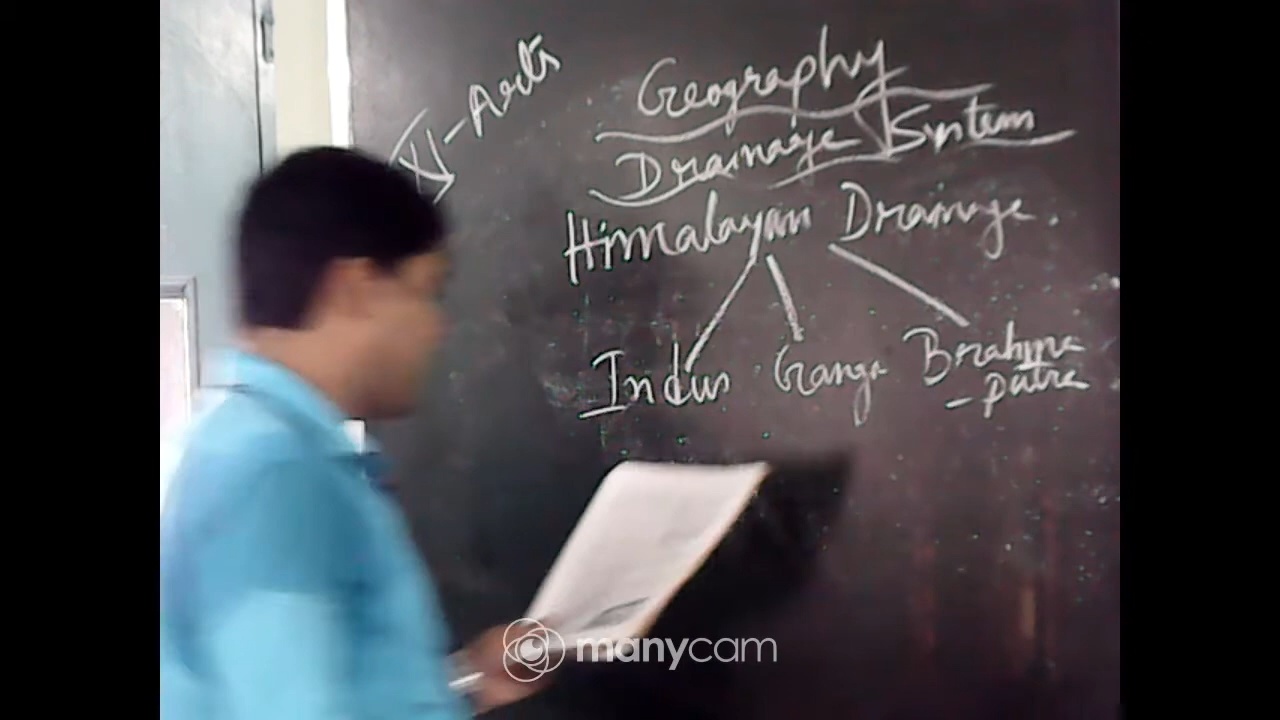 XI-Arts
Geography
Drainage System
Himalayan Drainage.
Indus Ganga Brahma
-putra
manycam